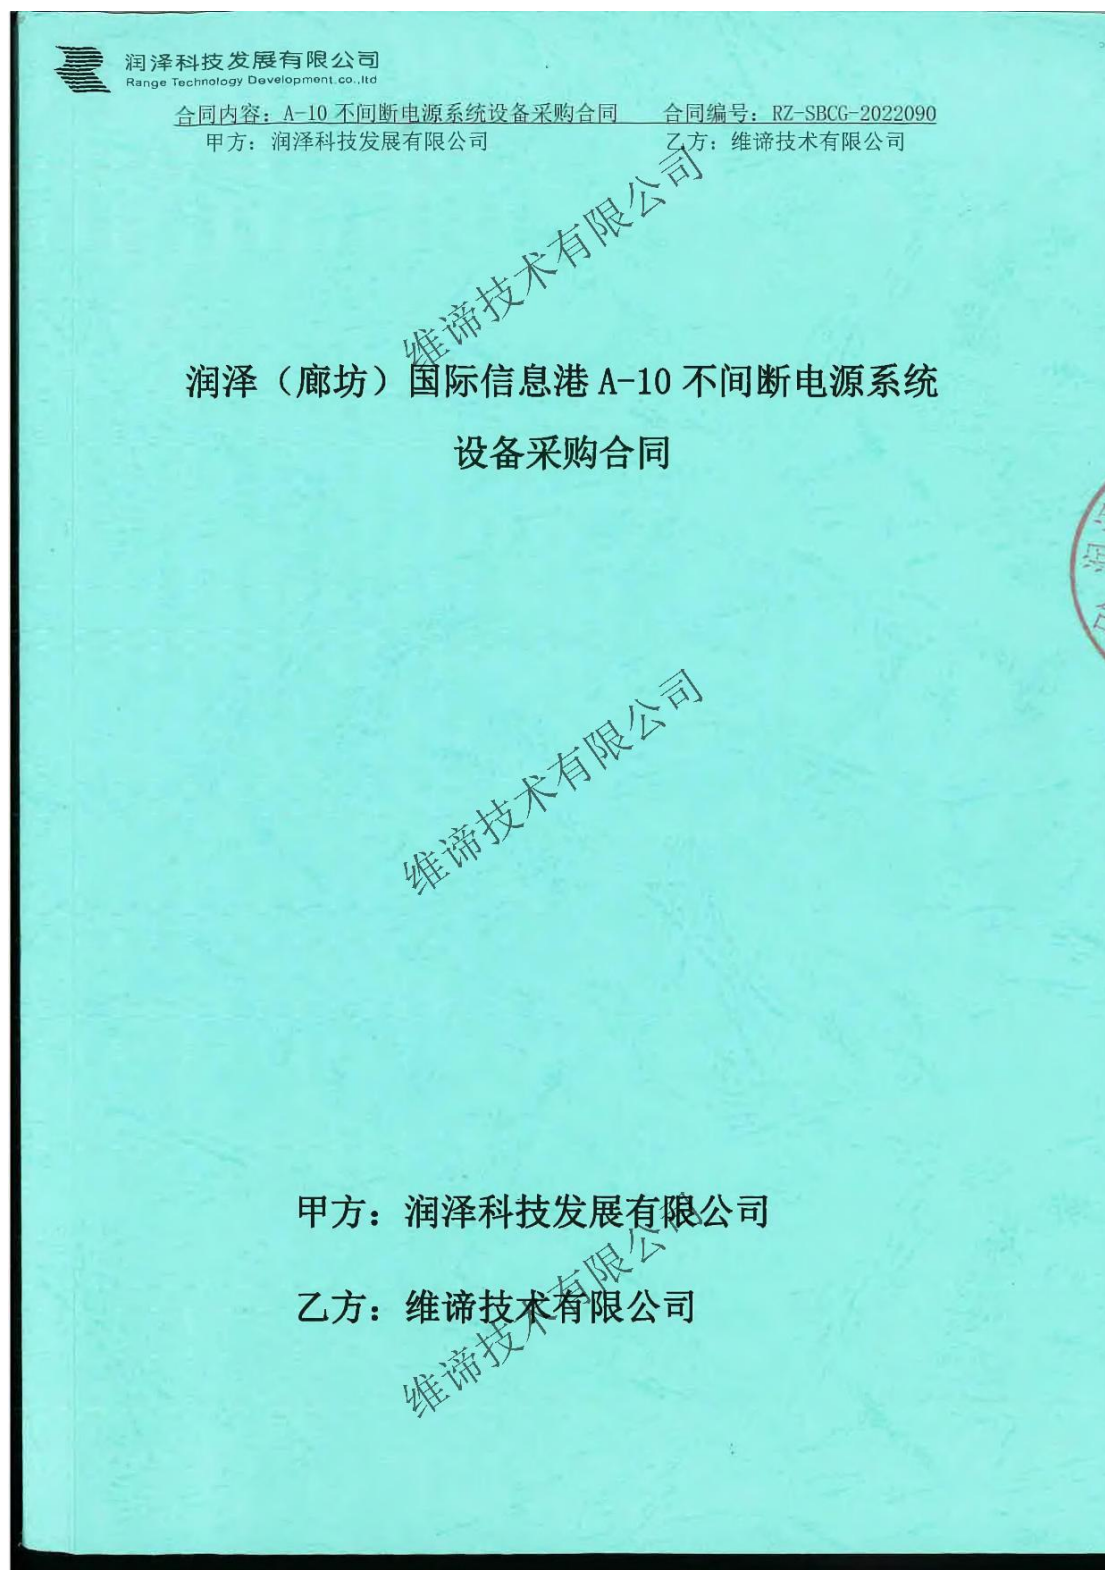 润泽科技发展有限公司
Range Technology Development.co.,ltd
合同内容：A-10 不间断电源系统设备采购合同 合同编号：RZ-SBCG-2022090
甲方：润泽科技发展有限公司 乙方：维谛技术有限公司
维谛技术有限公司
润泽（廊坊）国际信息港 A-10 不间断电源系统
设备采购合同
润
维谛技术有限公司
甲方：润泽科技发展有限公司
乙方：维谛技术有限公司
维谛技术有限公司